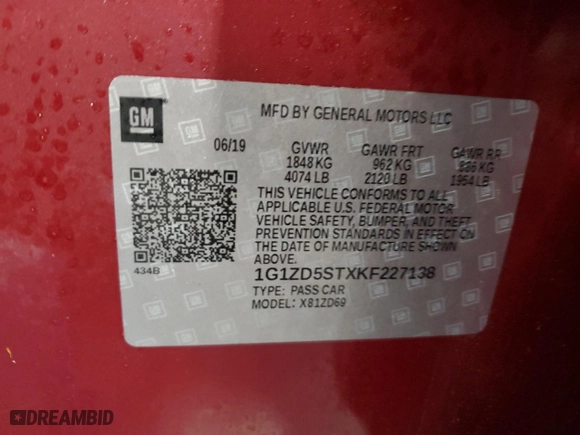 GM
MFD BY GENERAL MOTORS LLC
06/19 GVWR GAWR FRT GAWR RR
1848 KG 962 KG 886 KG
4074 LB 2120 LB 1954 LB
THIS VEHICLE CONFORMS TO ALL
APPLICABLE U.S. FEDERAL MOTOR
VEHICLE SAFETY, BUMPER, AND THEFT
PREVENTION STANDARDS IN EFFECT ON
THE DATE OF MANUFACTURE SHOWN
ABOVE.
434B
1G1ZD5STXKF227138
TYPE: PASS CAR
MODEL: X81ZD69
DREAMBID